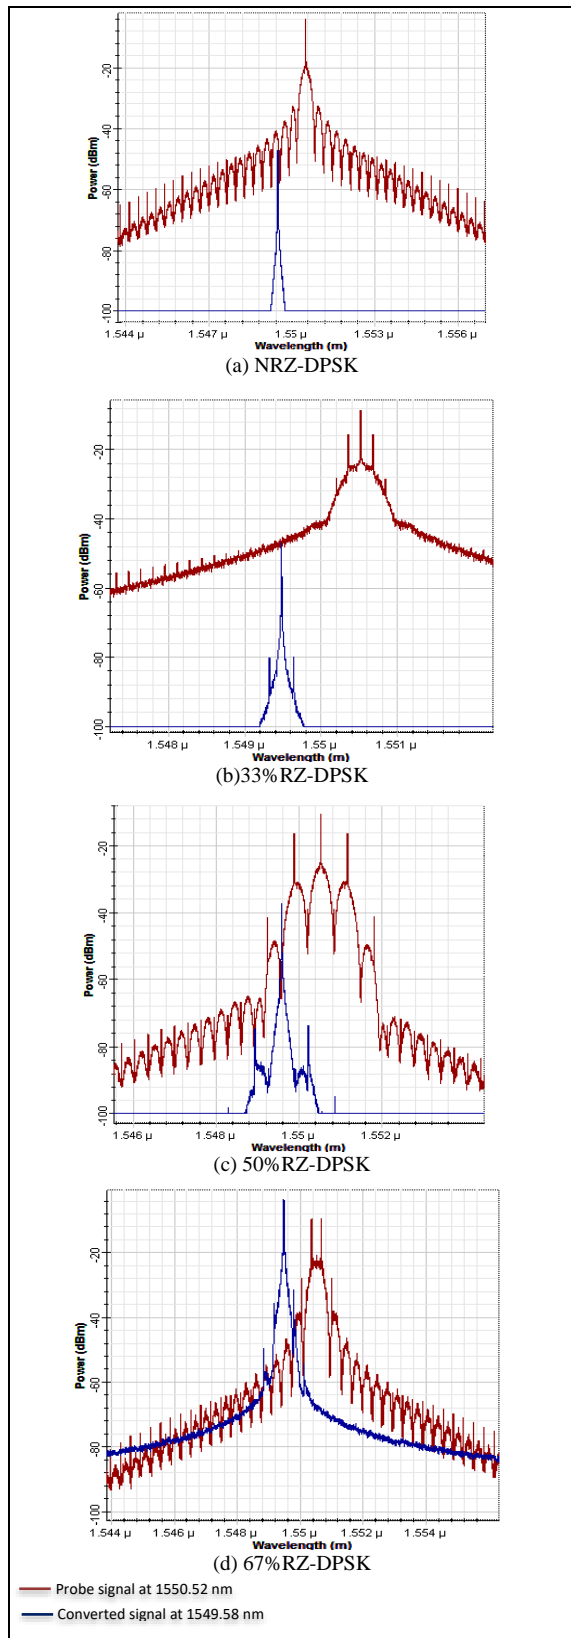 -20
-40
-60
-80
-100
Power (dBm)
1.544 µ 1.547 µ 1.55 µ 1.553 µ 1.556 µ
Wavelength (m)
(a) NRZ-DPSK
-20
-40
-60
-80
-100
Power (dBm)
1.548 µ 1.549 µ 1.55 µ 1.551 µ
Wavelength (m)
(b)33%RZ-DPSK
-20
-40
-60
-80
-100
Power (dBm)
1.546 µ 1.548 µ 1.55 µ 1.552 µ
Wavelength (m)
(c) 50%RZ-DPSK
-20
-40
-60
-80
-100
Power (dBm)
1.544 µ 1.546 µ 1.548 µ 1.55 µ 1.552 µ 1.554 µ
Wavelength (m)
(d) 67%RZ-DPSK
Probe signal at 1550.52 nm
Converted signal at 1549.58 nm